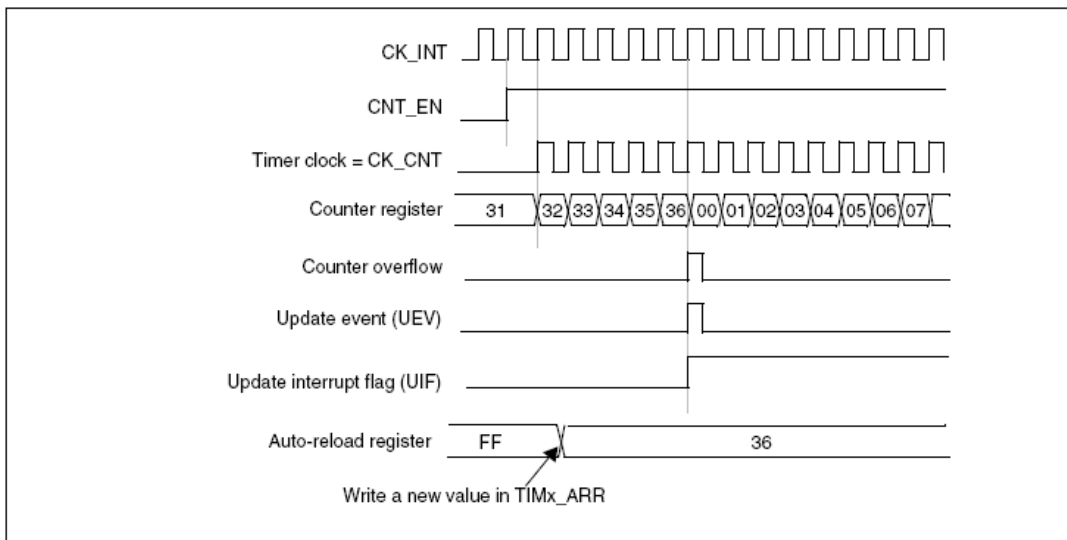 CK_INT
CNT_EN
Timer clock = CK_CNT
Counter register 31 32 33 34 35 36 00 01 02 03 04 05 06 07
Counter overflow
Update event (UEV)
Update interrupt flag (UIF)
Auto-reload register FF 36
Write a new value in TIMx_ARR